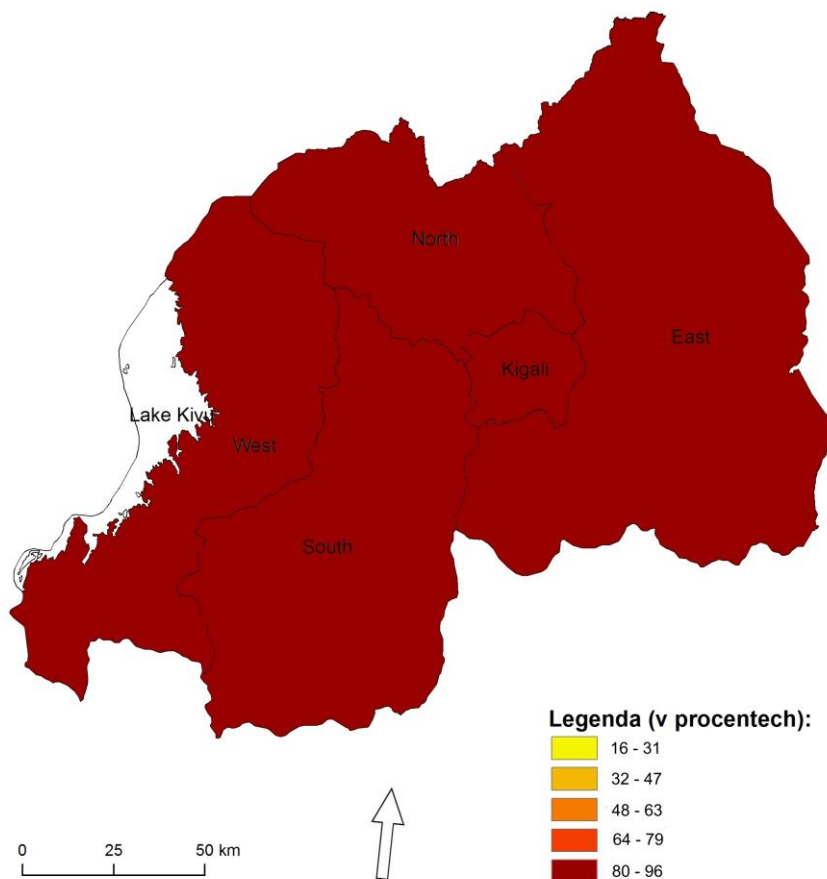 North
East
Kigali
Lake Kivu
West
South
Legenda (v procentech):
16 - 31
32 - 47
48 - 63
64 - 79
80 - 96
0 25 50 km